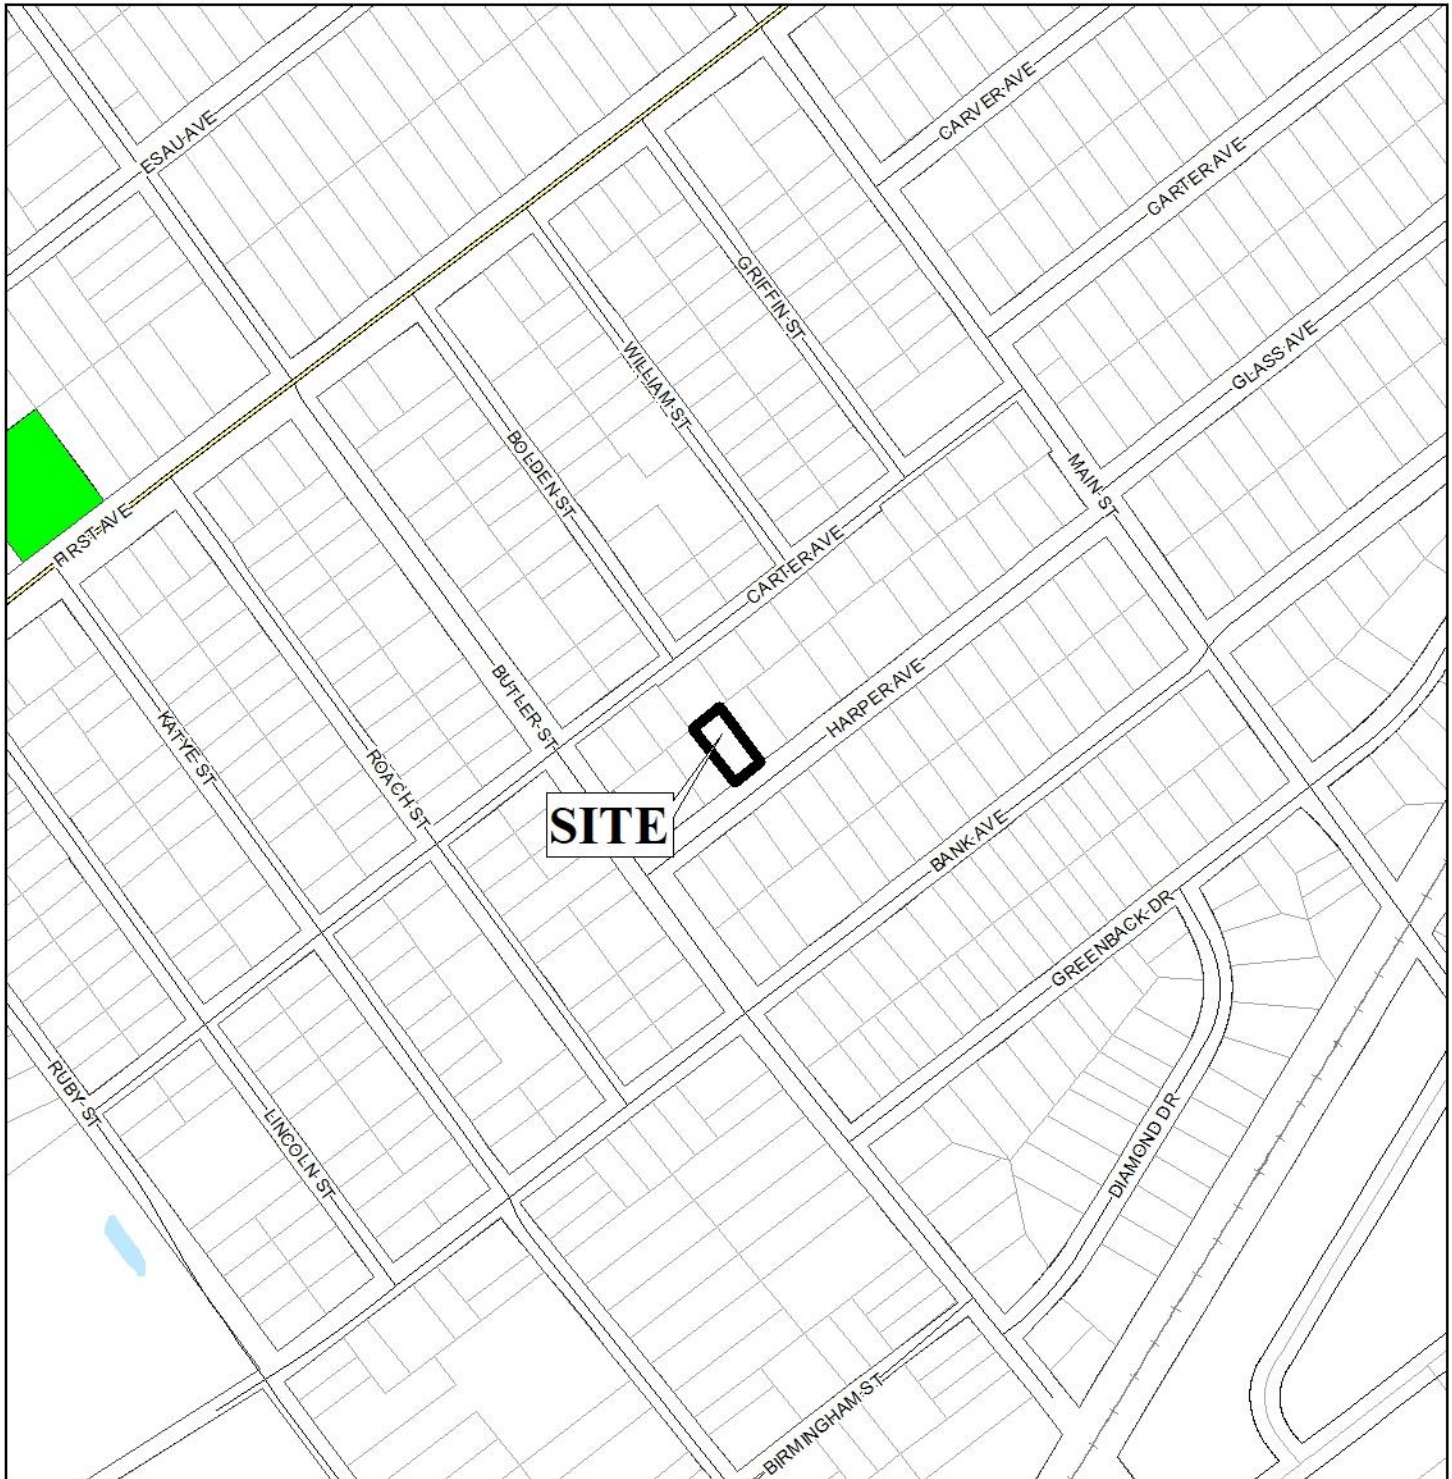 CARVER AVE
ESAU AVE
CARTER AVE
GRIFFIN ST
GLASS AVE
WILLIAM ST
BOLDEN ST
MAIN ST
FIRST AVE
CARTER AVE
BUTLER ST
HARPER AVE
KATYE ST
ROACH ST
SITE
BANK AVE
GREENBACK DR
RUBY ST
LINCOLN ST
DIAMOND DR
BIRMINGHAM ST